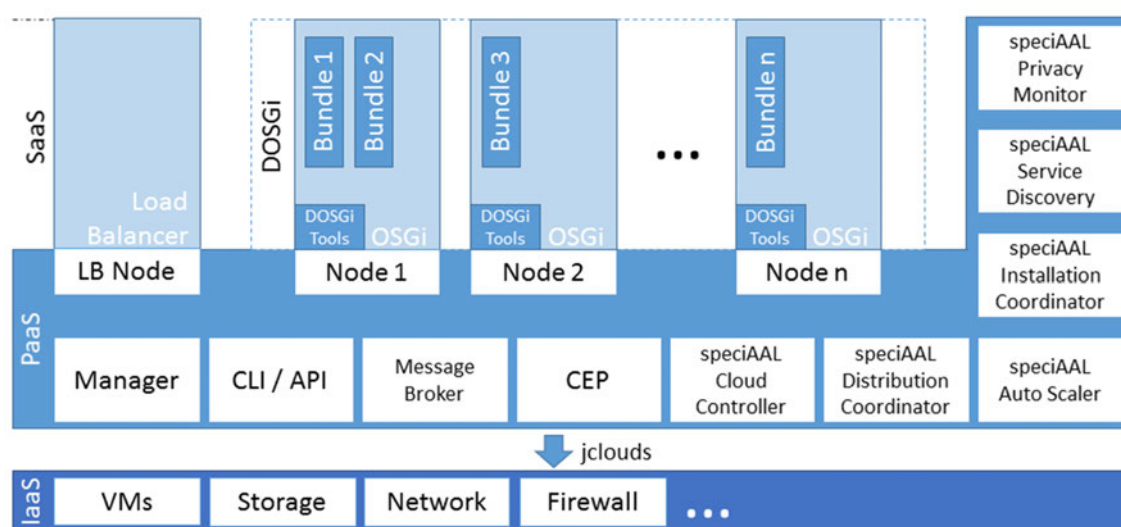 SaaS
Load
Balancer
DOSGi
Bundle 1
Bundle 2
DOSGi
Tools
OSGi
Bundle 3
DOSGi
Tools
OSGi
...
Bundle n
DOSGi
Tools
OSGi
speciAAL
Privacy
Monitor
speciAAL
Service
Discovery
speciAAL
Installation
Coordinator
PaaS
LB Node
Node 1
Node 2
Node n
Manager
CLI / API
Message
Broker
CEP
speciAAL
Cloud
Controller
speciAAL
Distribution
Coordinator
speciAAL
Auto Scaler
jclouds
IaaS
VMs
Storage
Network
Firewall
...